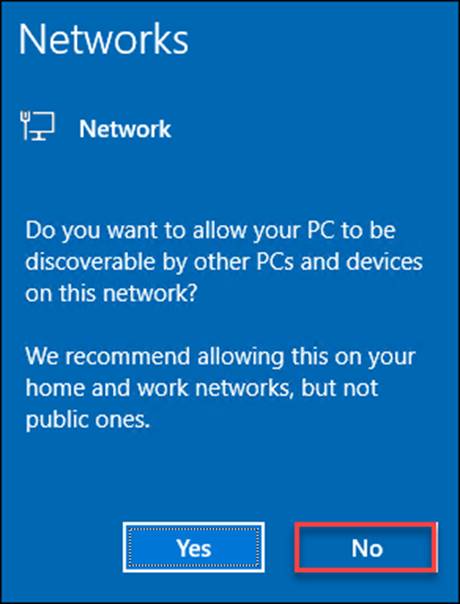 Networks
Network
Do you want to allow your PC to be
discoverable by other PCs and devices
on this network?
We recommend allowing this on your
home and work networks, but not
public ones.
Yes No